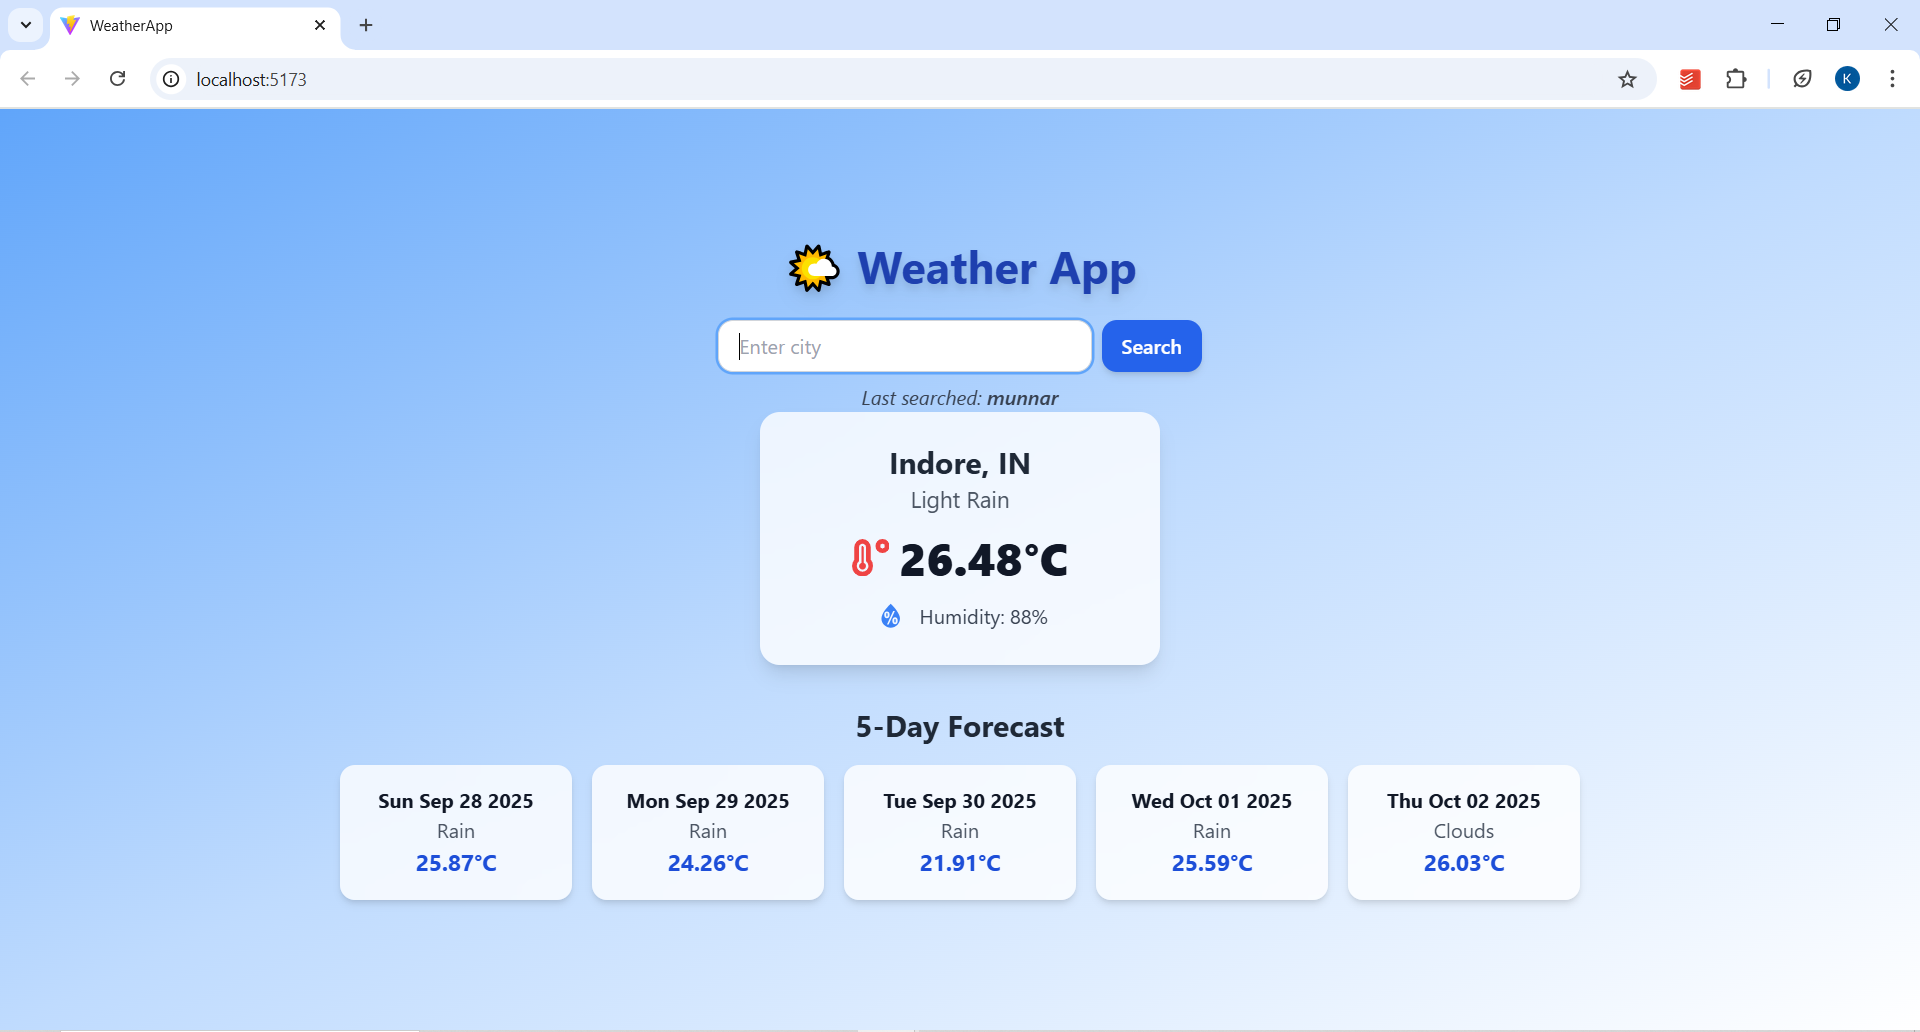 WeatherApp
localhost:5173
K
Weather App
Enter city
Search
Last searched: munnar
Indore, IN
Light Rain
26.48°C
% Humidity: 88%
5-Day Forecast
Sun Sep 28 2025
Rain
25.87°C
Mon Sep 29 2025
Rain
24.26°C
Tue Sep 30 2025
Rain
21.91°C
Wed Oct 01 2025
Rain
25.59°C
Thu Oct 02 2025
Clouds
26.03°C